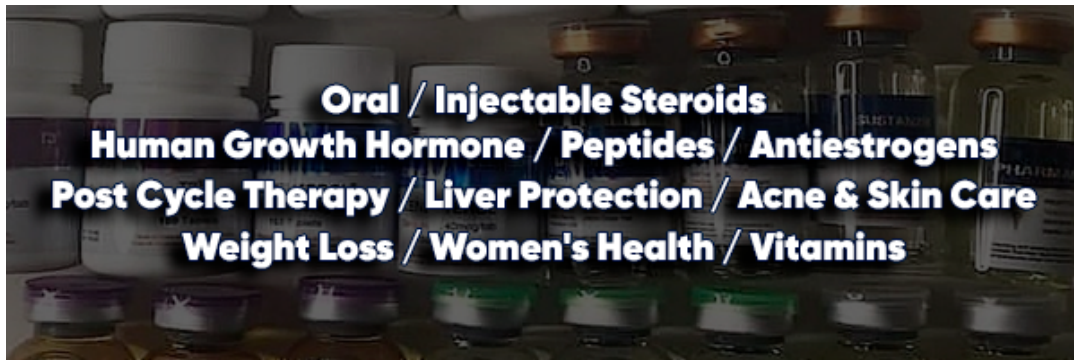 Oral / Injectable Steroids
Human Growth Hormone / Peptides / Antiestrogens
Post Cycle Therapy / Liver Protection / Acne & Skin Care
Weight Loss / Women's Health / Vitamins